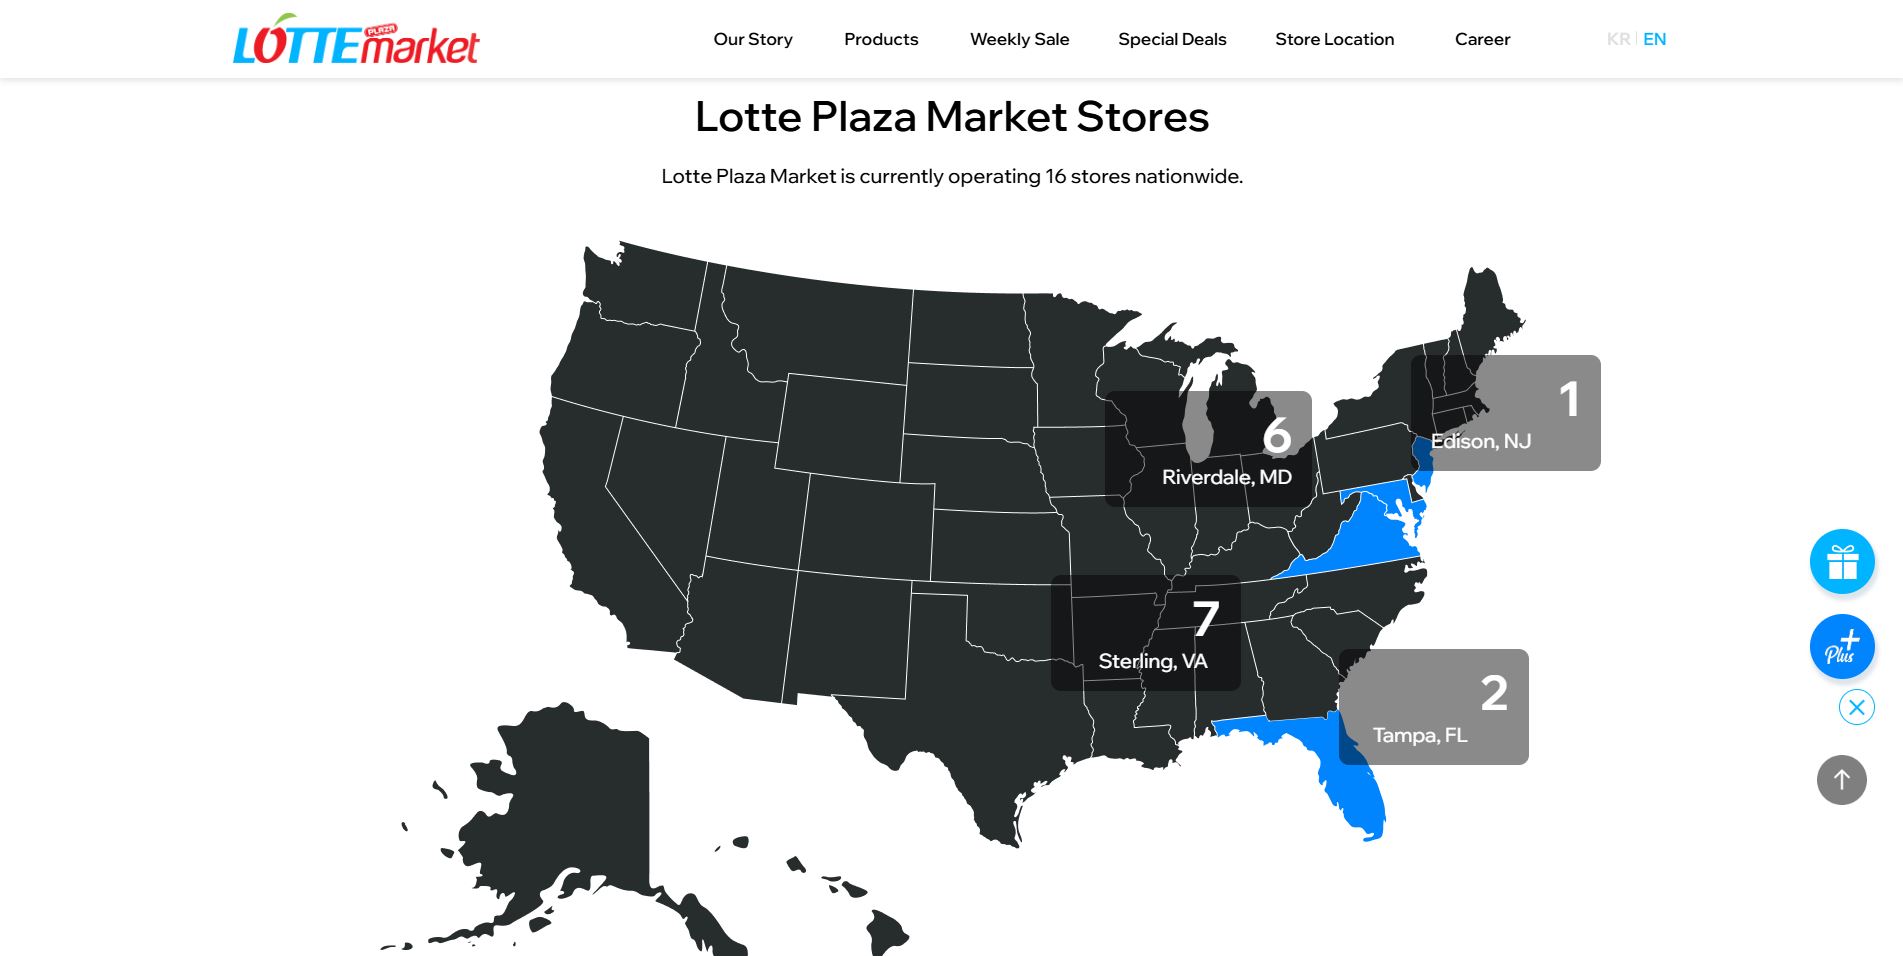 LOTTE PLAZA market
Our Story
Products
Weekly Sale
Special Deals
Store Location
Career
KR | EN
Lotte Plaza Market Stores
Lotte Plaza Market is currently operating 16 stores nationwide.
1
Edison, NJ
6
Riverdale, MD
7
Sterling, VA
2
Tampa, FL
Plus